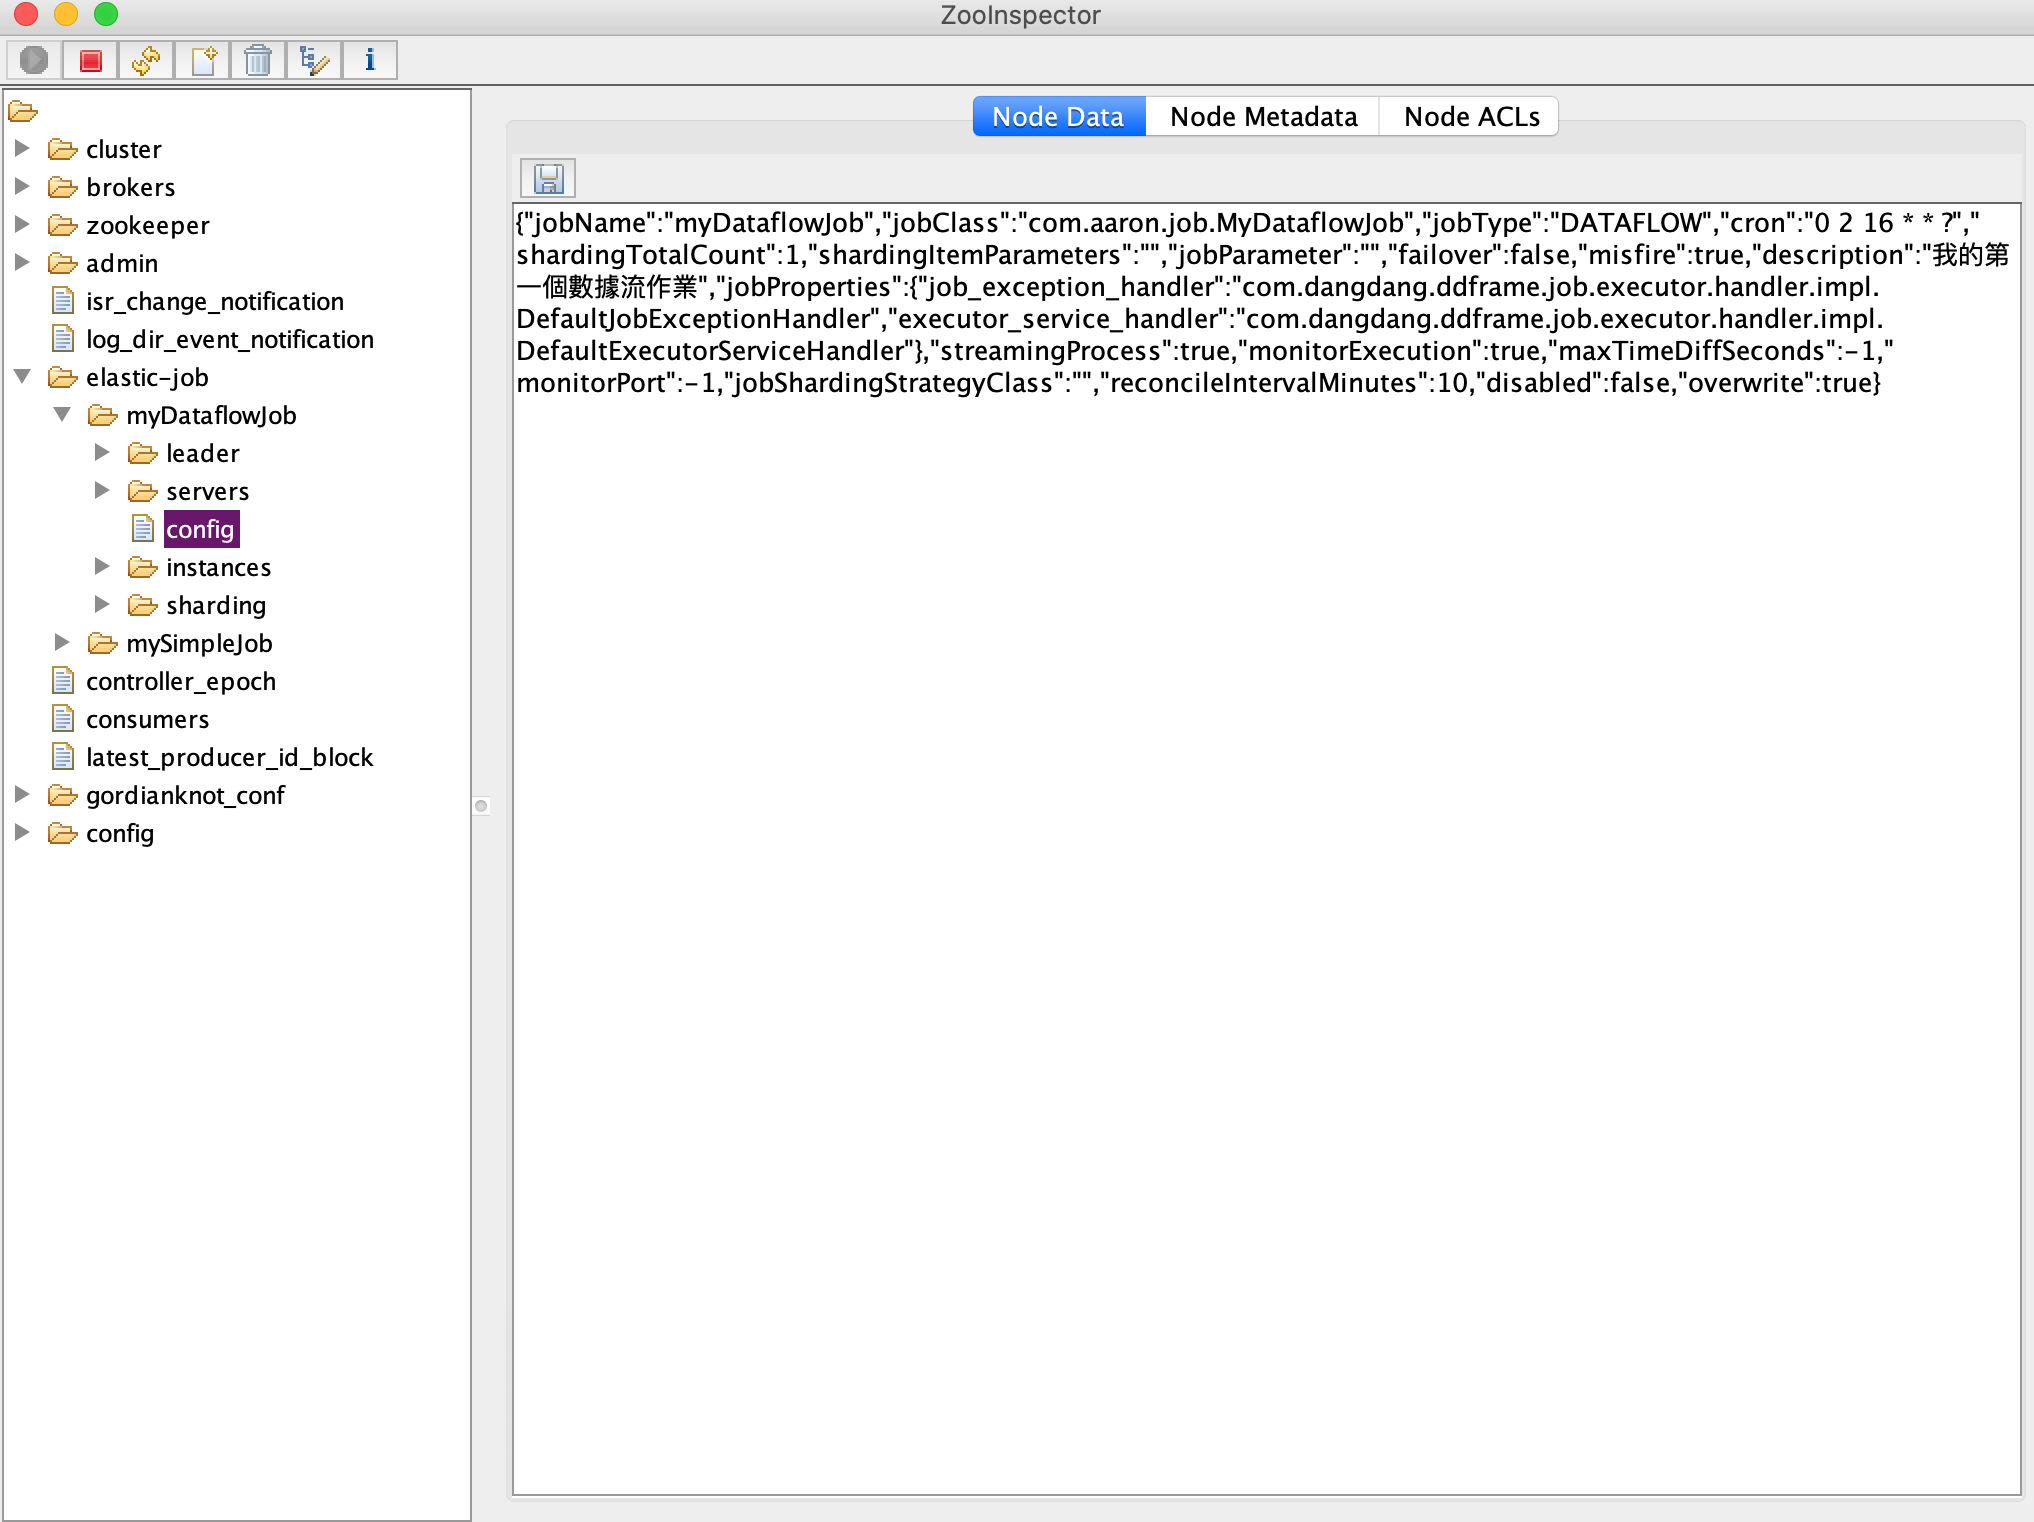 ZooInspector
cluster
brokers
zookeeper
admin
isr_change_notification
log_dir_event_notification
elastic-job
myDataflowJob
leader
servers
config
instances
sharding
mySimpleJob
controller_epoch
consumers
latest_producer_id_block
gordianknot_conf
config
Node Data
Node Metadata
Node ACLs
{"jobName":"myDataflowJob","jobClass":"com.aaron.job.MyDataflowJob","jobType":"DATAFLOW","cron":"0 2 16 * * ?","
shardingTotalCount":1,"shardingItemParameters":"","jobParameter":"","failover":false,"misfire":true,"description":"我的第
一個數據流作業","jobProperties":{"job_exception_handler":"com.dangdang.ddframe.job.executor.handler.impl.
DefaultJobExceptionHandler","executor_service_handler":"com.dangdang.ddframe.job.executor.handler.impl.
DefaultExecutorServiceHandler"},"streamingProcess":true,"monitorExecution":true,"maxTimeDiffSeconds":-1,"
monitorPort":-1,"jobShardingStrategyClass":"","reconcileIntervalMinutes":10,"disabled":false,"overwrite":true}